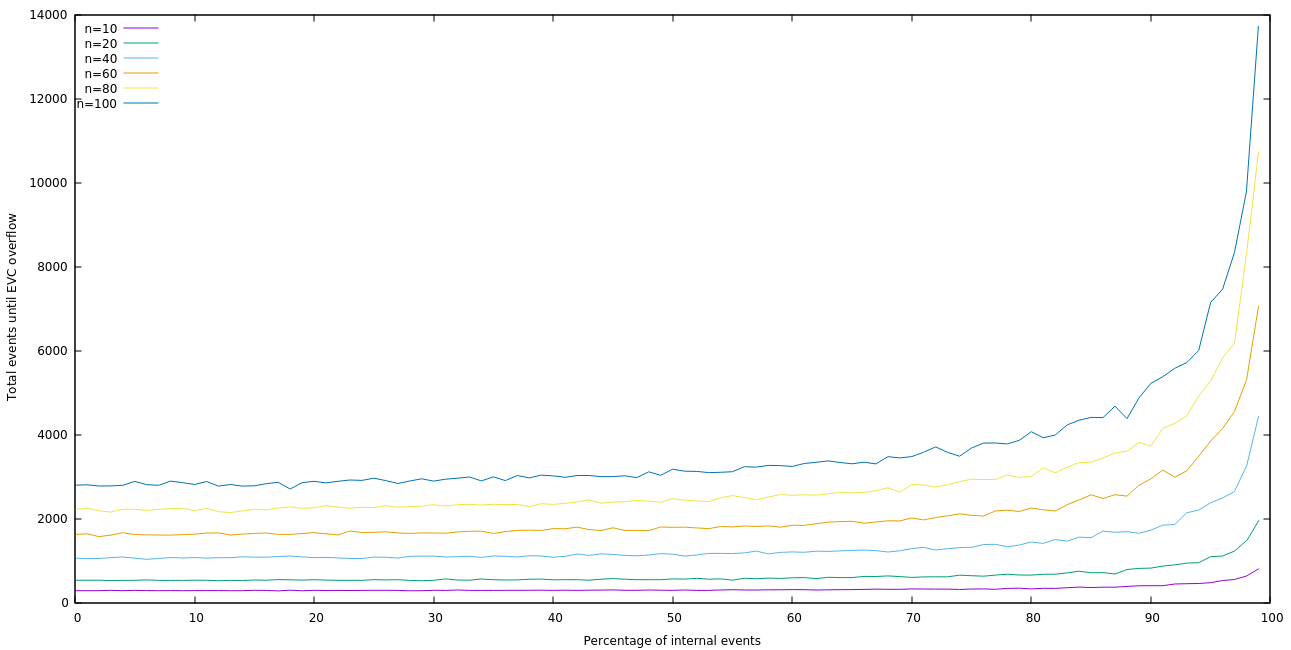 Total events until EVC overflow
14000
12000
10000
8000
6000
4000
2000
0
n=10
n=20
n=40
n=60
n=80
n=100
0 10 20 30 40 50 60 70 80 90 100
Percentage of internal events